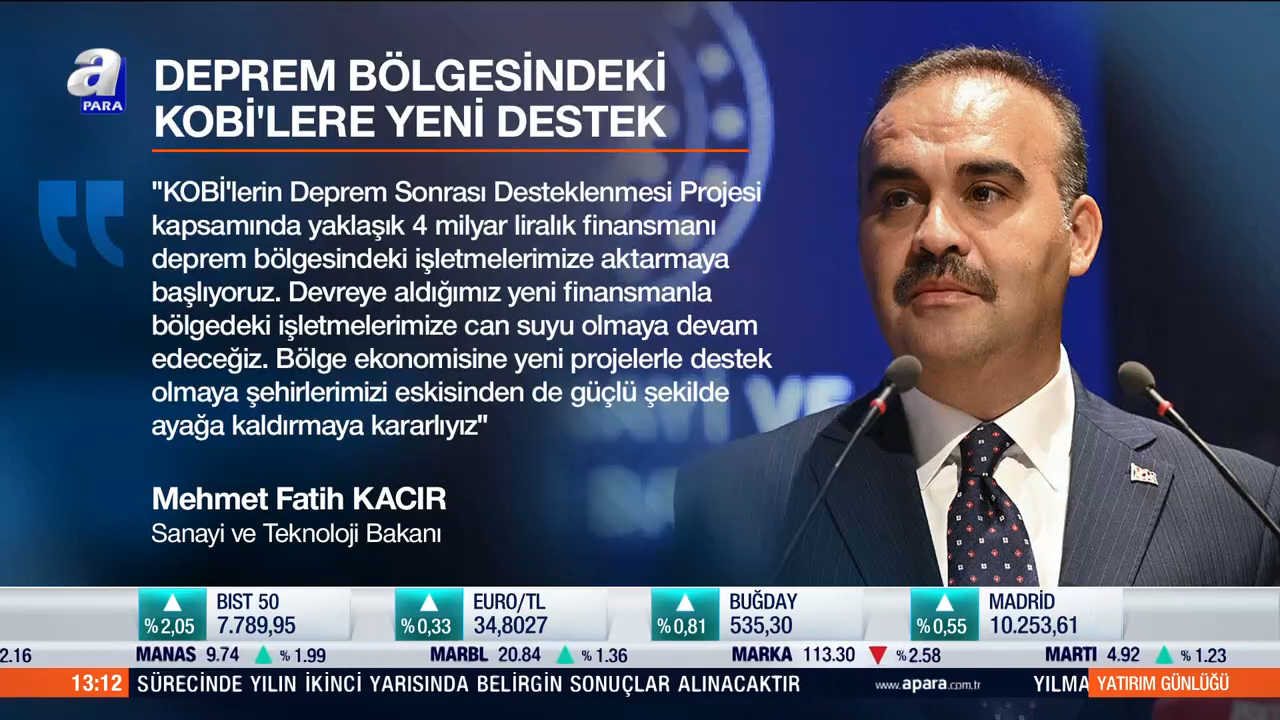 a
PARA
DEPREM BÖLGESİNDEKİ
KOBİ'LERE YENİ DESTEK
"KOBİ'lerin Deprem Sonrası Desteklenmesi Projesi
kapsamında yaklaşık 4 milyar liralık finansmanı
deprem bölgesindeki işletmelerimize aktarmaya
başlıyoruz. Devreye aldığımız yeni finansmanla
bölgedeki işletmelerimize can suyu olmaya devam
edeceğiz. Bölge ekonomisine yeni projelerle destek
olmaya şehirlerimizi eskisinden de güçlü şekilde
ayağa kaldırmaya kararlıyız"
Mehmet Fatih KACIR
Sanayi ve Teknoloji Bakanı
BIST 50 EURO/TL BUĞDAY MADRİD
% 2,05 7.789,95 % 0,33 34,8027 % 0,81 535,30 % 0,55 10.253,61
2.16 MANAS 9.74 % 1.99 MARBL 20.84 % 1.36 MARKA 113.30 % 2.58 MARTI 4.92 % 1.23
13:12 SÜRECİNDE YILIN İKİNCİ YARISINDA BELİRGİN SONUÇLAR ALINACAKTIR www.apara.com.tr YILMA YATIRIM GÜNLÜĞÜ